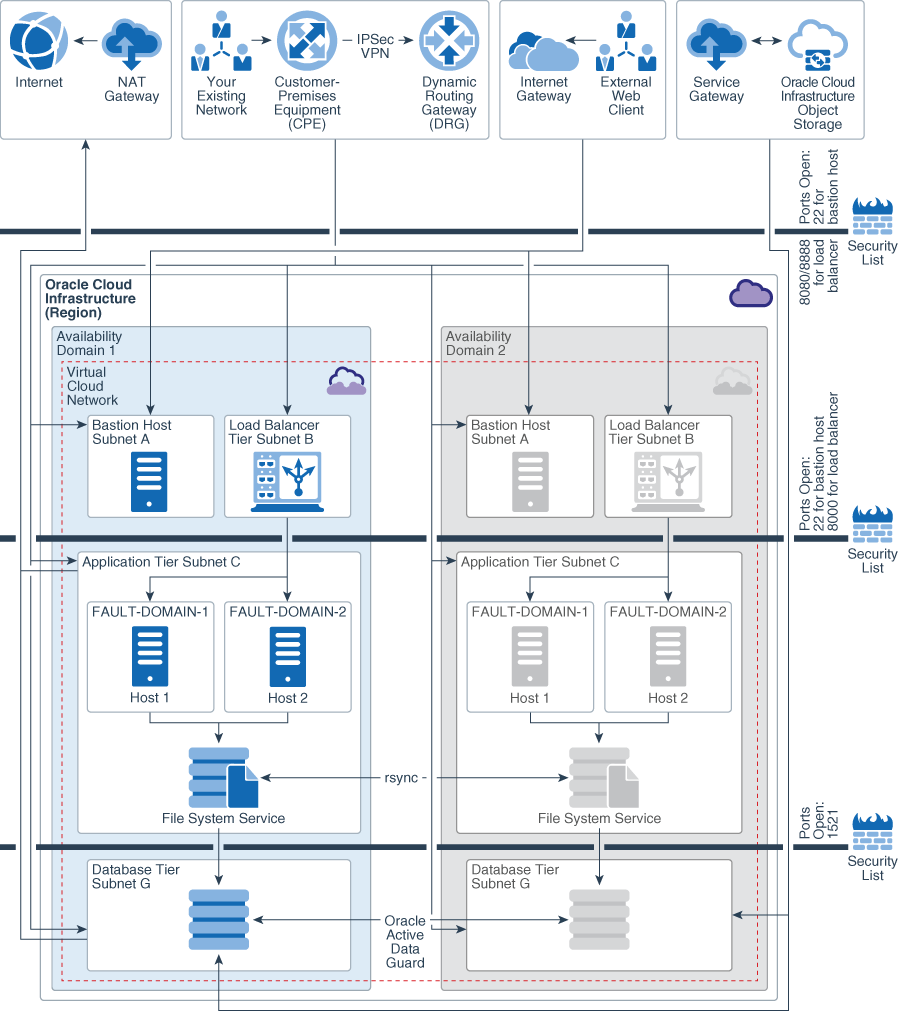 Internet
NAT
Gateway
Your
Existing
Network
Customer-
Premises
Equipment
(CPE)
IPSec
VPN
Dynamic
Routing
Gateway
(DRG)
Internet
Gateway
External
Web
Client
Service
Gateway
Oracle Cloud
Infrastructure
Object
Storage
Ports Open:
22 for
bastion host
8080/8888
for load
balancer
Security
List
Oracle Cloud
Infrastructure
(Region)
Availability
Domain 1
Virtual
Cloud
Network
Bastion Host
Subnet A
Load Balancer
Tier Subnet B
Availability
Domain 2
Bastion Host
Subnet A
Load Balancer
Tier Subnet B
Ports Open:
22 for bastion host
8000 for load balancer
Security
List
Application Tier Subnet C
FAULT-DOMAIN-1
Host 1
FAULT-DOMAIN-2
Host 2
File System Service
rsync
Application Tier Subnet C
FAULT-DOMAIN-1
Host 1
FAULT-DOMAIN-2
Host 2
File System Service
Ports
Open:
1521
Security
List
Database Tier
Subnet G
Oracle
Active
Data
Guard
Database Tier
Subnet G